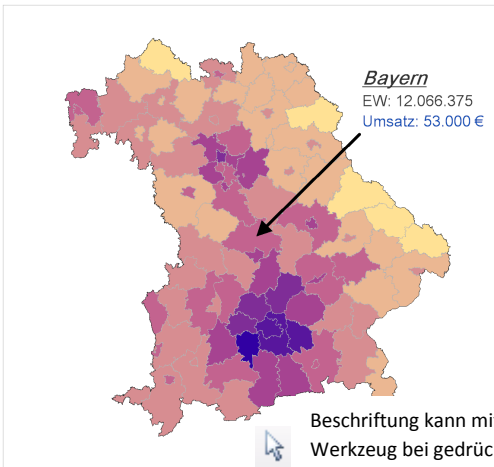 Bayern
EW: 12.066.375
Umsatz: 53.000 €
Beschriftung kann mi
Werkzeug bei gedrüc